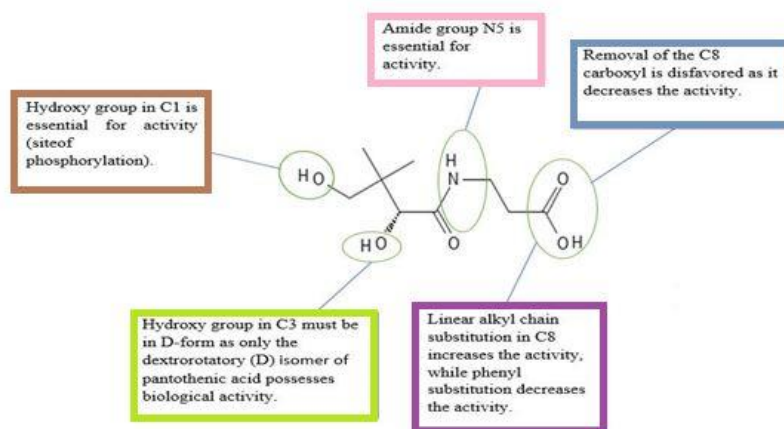 Amide group N5 is
essential for
activity.
Removal of the C8
carboxyl is disfavored as it
decreases the activity.
Hydroxy group in C1 is
essential for activity
(siteof
phosphorylation).
HO
H
N
O
OH
HO
O
Hydroxy group in C3 must be
in D-form as only the
dextrorotatory (D) isomer of
pantothenic acid possesses
biological activity.
Linear alkyl chain
substitution in C8
increases the activity,
while phenyl
substitution decreases
the activity.